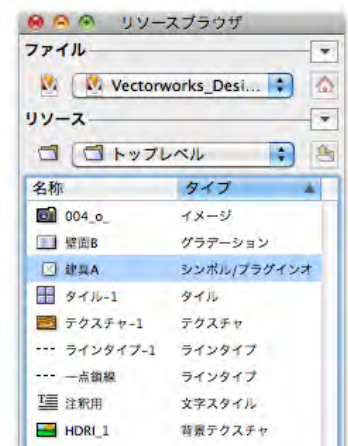 リソースブラウザ
ファイル
Vectorworks_Desi...
リソース
トップレベル
名称 タイプ
004_o_ イメージ
壁面B グラデーション
建具A シンボル/プラグインオ
タイル-1 タイル
テクスチャ-1 テクスチャ
ラインタイプ-1 ラインタイプ
一点鎖線 ラインタイプ
注釈用 文字スタイル
HDRI_1 背景テクスチャ